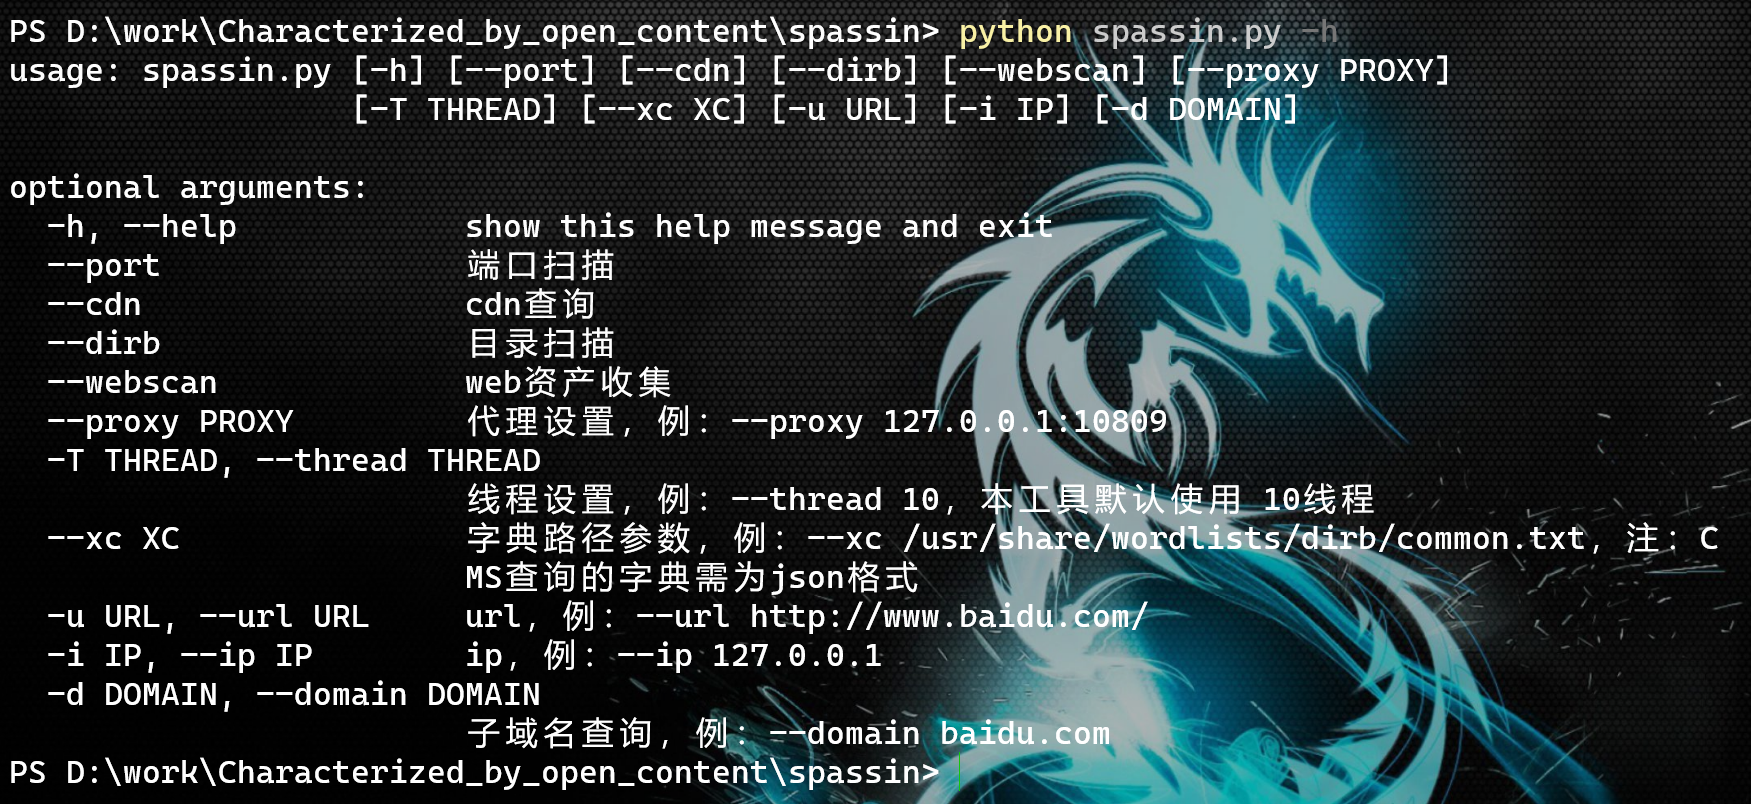 PS D:\work\Characterized_by_open_content\spassin> python spassin.py -h
usage: spassin.py [-h] [--port] [--cdn] [--dirb] [--webscan] [--proxy PROXY]
[-T THREAD] [--xc XC] [-u URL] [-i IP] [-d DOMAIN]
optional arguments:
-h, --help show this help message and exit
--port 端口扫描
--cdn cdn查询
--dirb 目录扫描
--webscan web资产收集
--proxy PROXY 代理设置，例：--proxy 127.0.0.1:10809
-T THREAD, --thread THREAD
线程设置，例：--thread 10，本工具默认使用 10线程
--xc XC 字典路径参数，例：--xc /usr/share/wordlists/dirb/common.txt，注：C
MS查询的字典需为json格式
-u URL, --url URL url，例：--url http://www.baidu.com/
-i IP, --ip IP ip，例：--ip 127.0.0.1
-d DOMAIN, --domain DOMAIN
子域名查询，例：--domain baidu.com
PS D:\work\Characterized_by_open_content\spassin>